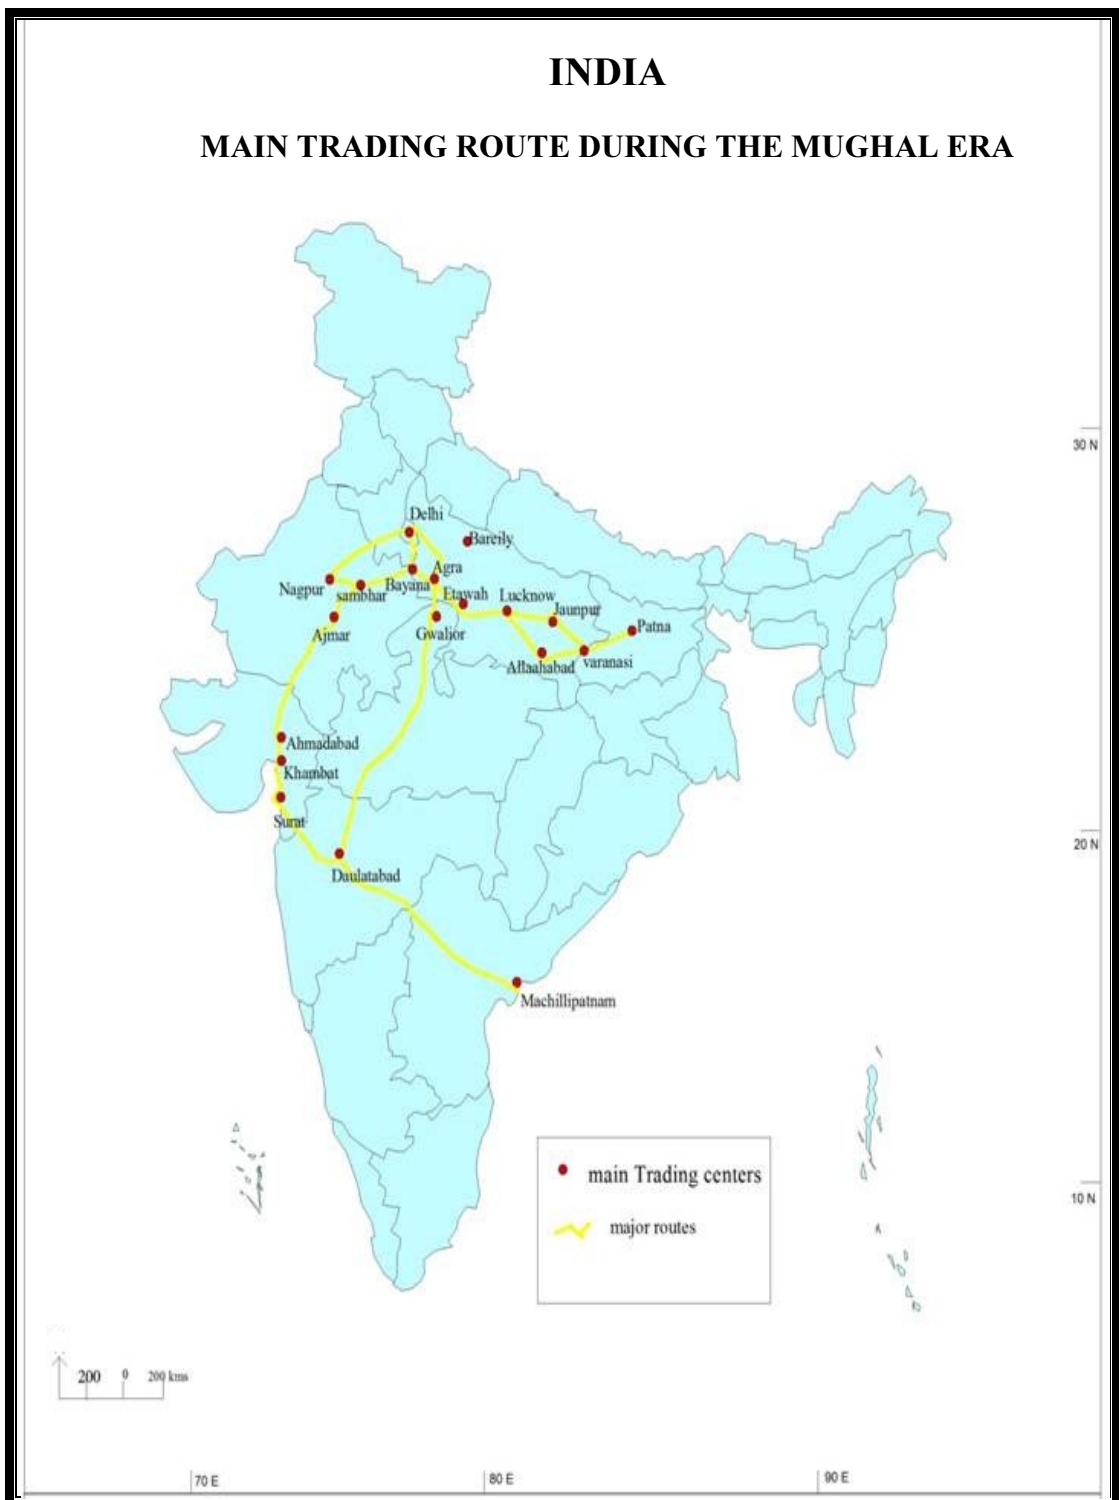 INDIA
MAIN TRADING ROUTE DURING THE MUGHAL ERA
30 N
Delhi
Bareily
Agra
Nagpur
sambhar
Bayana
Etawah
Lucknow
Jaunpur
Ajmar
Gwalior
Patna
Allaahabad
varanasi
Ahmadabad
Khambat
Surat
20 N
Daulatabad
Machillipatnam
main Trading centers
major routes
10 N
200 0 200 kms
70 E
80 E
90 E